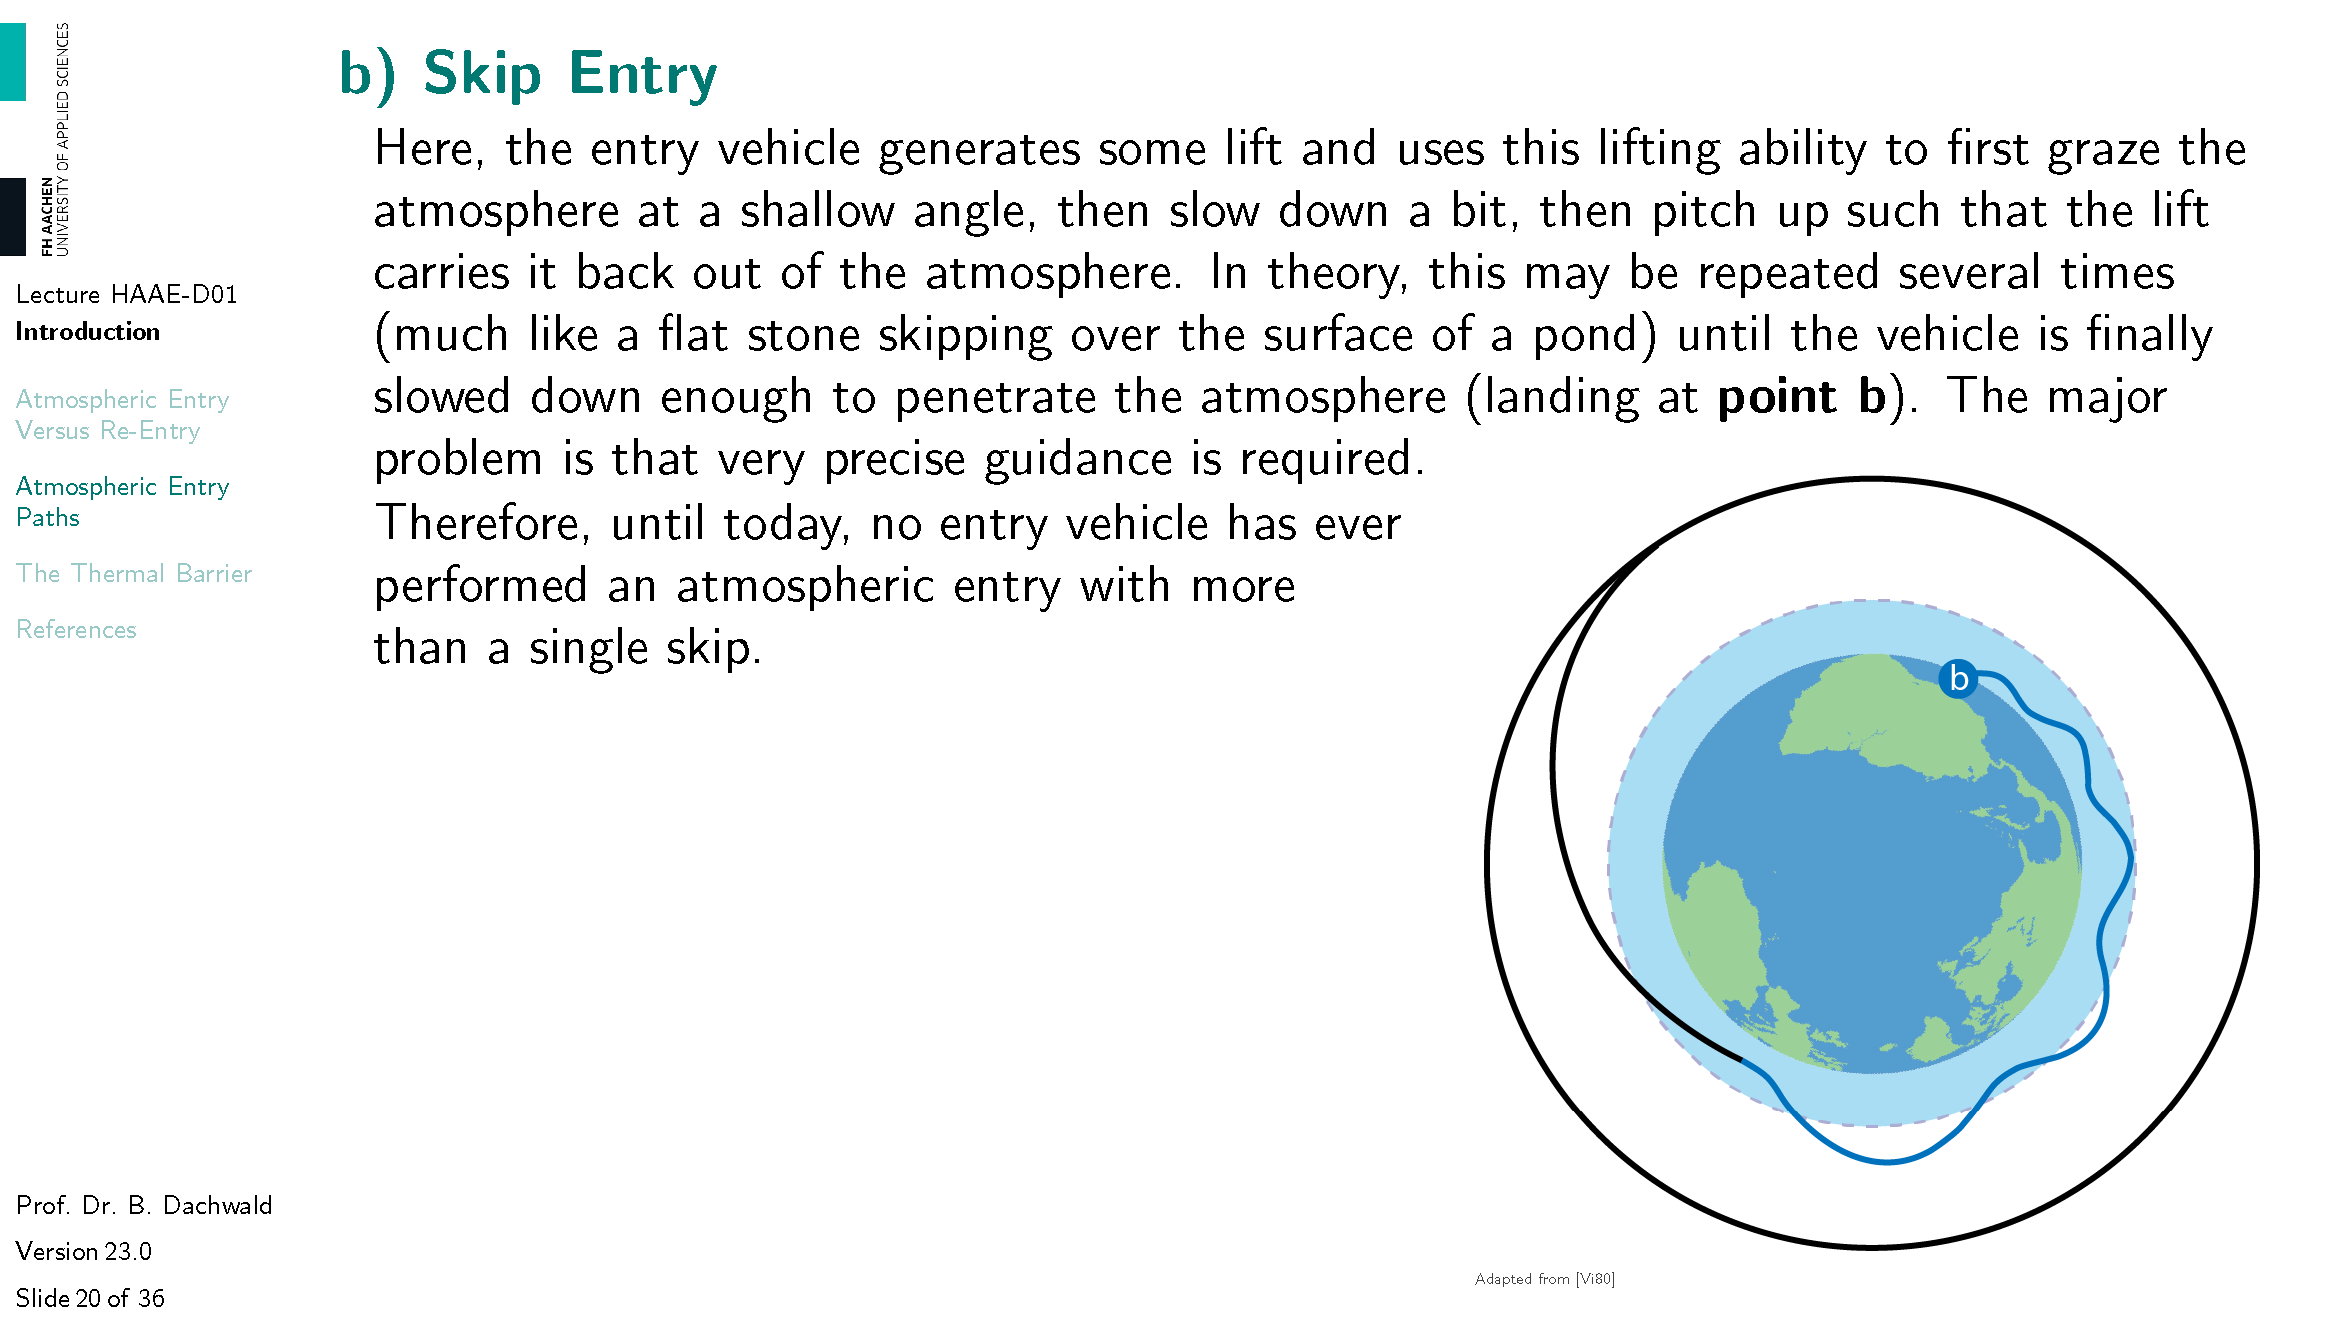 FH AACHEN
UNIVERSITY OF APPLIED SCIENCES
Lecture HAAE-D01
Introduction
Atmospheric Entry
Versus Re-Entry
Atmospheric Entry
Paths
The Thermal Barrier
References
Prof. Dr. B. Dachwald
Version 23.0
Slide 20 of 36
b) Skip Entry
Here, the entry vehicle generates some lift and uses this lifting ability to first graze the
atmosphere at a shallow angle, then slow down a bit, then pitch up such that the lift
carries it back out of the atmosphere. In theory, this may be repeated several times
(much like a flat stone skipping over the surface of a pond) until the vehicle is finally
slowed down enough to penetrate the atmosphere (landing at point b). The major
problem is that very precise guidance is required.
Therefore, until today, no entry vehicle has ever
performed an atmospheric entry with more
than a single skip.
b
Adapted from [Vi80]